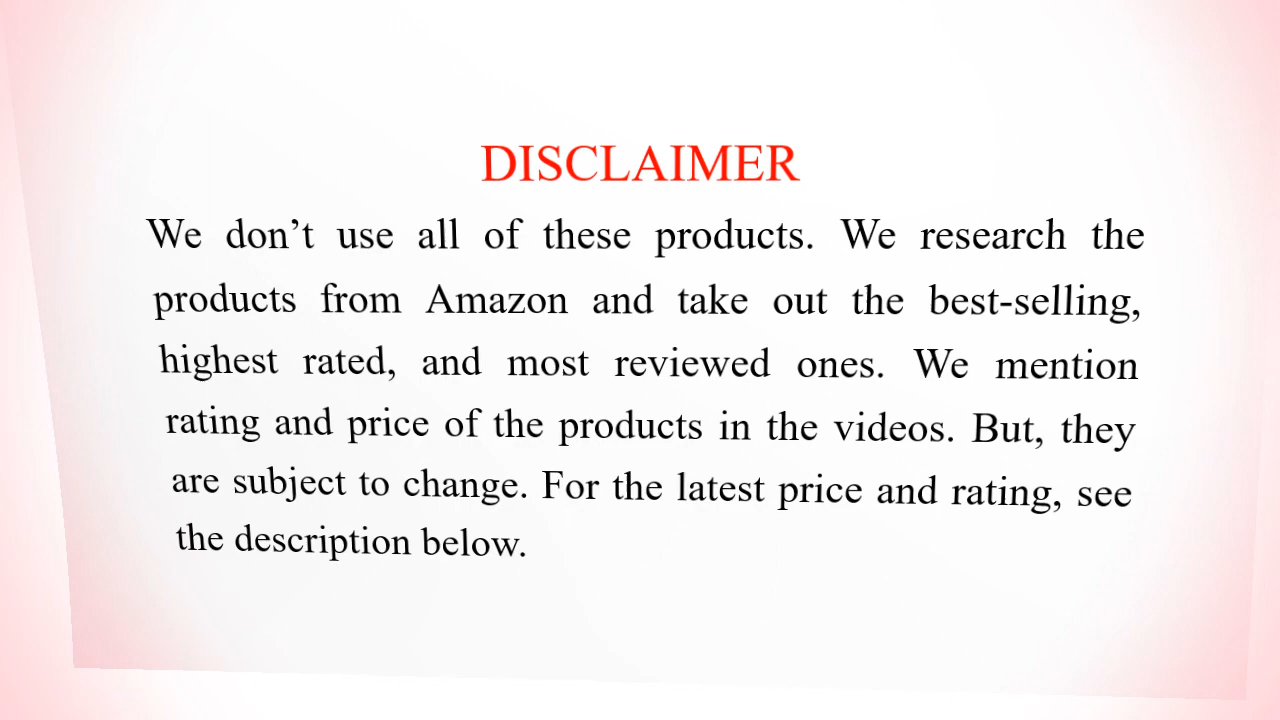 DISCLAIMER
We don’t use all of these products. We research the
products from Amazon and take out the best-selling,
highest rated, and most reviewed ones. We mention
rating and price of the products in the videos. But, they
are subject to change. For the latest price and rating, see
the description below.